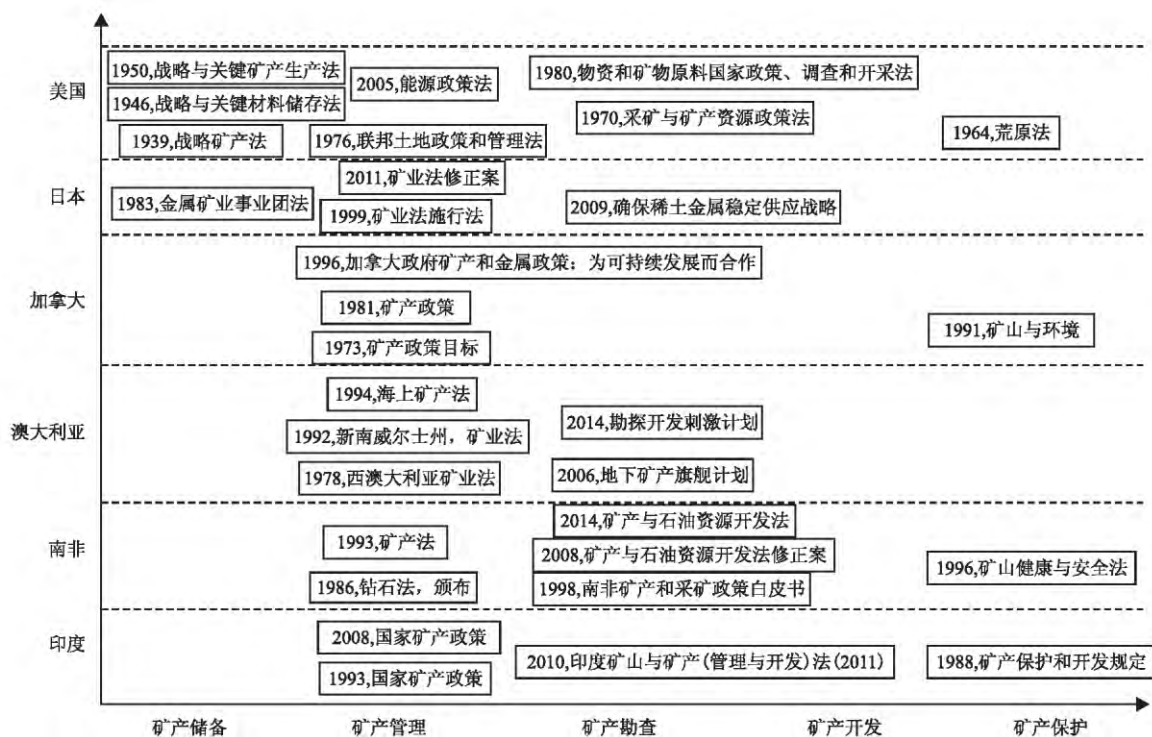 美国
1950,战略与关键矿产生产法
1946,战略与关键材料储存法
1939,战略矿产法
2005,能源政策法
1976,联邦土地政策和管理法
1980,物资和矿物原料国家政策、调查和开采法
1970,采矿与矿产资源政策法
1964,荒原法
日本
1983,金属矿业事业团法
2011,矿业法修正案
1999,矿业法施行法
2009,确保稀土金属稳定供应战略
加拿大
1996,加拿大政府矿产和金属政策：为可持续发展而合作
1981,矿产政策
1973,矿产政策目标
1991,矿山与环境
澳大利亚
1994,海上矿产法
1992,新南威尔士州，矿业法
1978,西澳大利亚矿业法
2014,勘探开发刺激计划
2006,地下矿产旗舰计划
南非
1993,矿产法
1986,钻石法，颁布
2014,矿产与石油资源开发法
2008,矿产与石油资源开发法修正案
1998,南非矿产和采矿政策白皮书
1996,矿山健康与安全法
印度
2008,国家矿产政策
1993,国家矿产政策
2010,印度矿山与矿产(管理与开发)法(2011)
1988,矿产保护和开发规定
矿产储备 矿产管理 矿产勘查 矿产开发 矿产保护